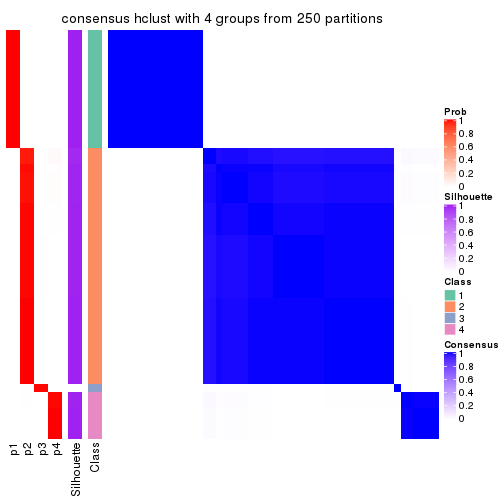 consensus hclust with 4 groups from 250 partitions
Prob
1
0.8
0.6
0.4
0.2
0
Silhouette
1
0.8
0.6
0.4
0.2
0
Class
1
2
3
4
Consensus
1
0.8
0.6
0.4
0.2
0
p1
p2
p3
p4
Silhouette
Class